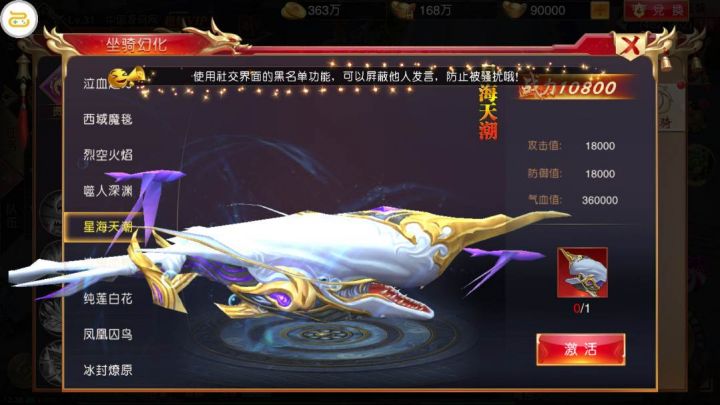 363万
168万
90000
兑换
坐骑幻化
使用社交界面的黑名单功能，可以屏蔽他人发言，防止被骚扰哦！
泣血
海天潮
战力10800
西域魔毯
烈空火焰
噬人深渊
星海天潮
纯莲白花
凤凰囚鸟
冰封燎原
攻击值: 18000
防御值: 18000
气血值: 360000
0/1
激活